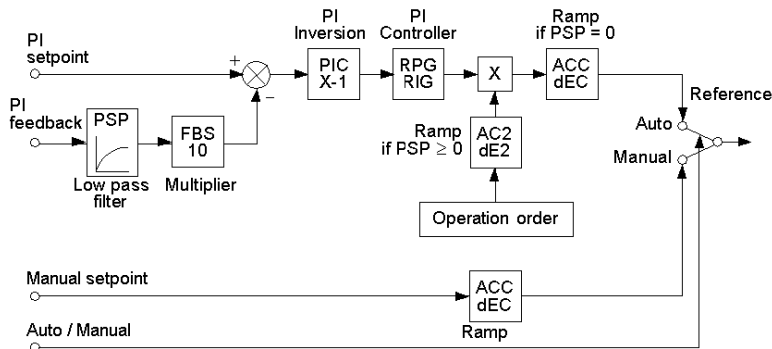 PI
setpoint
+
−
PI
Inversion
PIC
X-1
PI
Controller
RPG
RIG
X
Ramp
if PSP = 0
ACC
dEC
Reference
PI
feedback
PSP
Low pass
filter
FBS
10
Multiplier
Ramp
if PSP ≥ 0
AC2
dE2
Operation order
Auto
Manual
Manual setpoint
ACC
dEC
Ramp
Auto / Manual